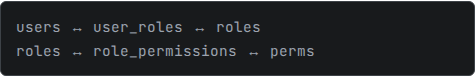 users ↔ user_roles ↔ roles
roles ↔ role_permissions ↔ perms